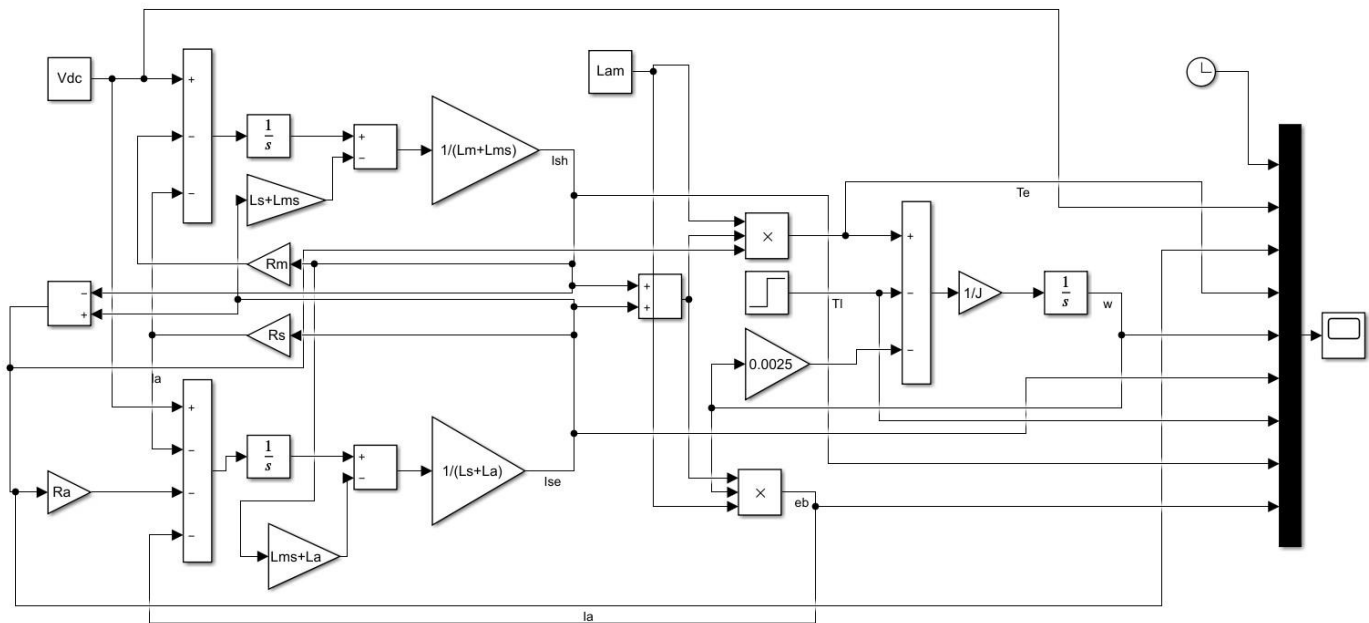 Vdc
+
−
−
1
s
+
−
1/(Lm+Lms)
Ish
Ls+Lms
Rm
−
+
Rs
Ia
+
−
−
−
1
s
+
−
1/(Ls+La)
Ise
Ra
Lms+La
Lam
+
+
×
Te
Tl
0.0025
+
−
−
1/J
1
s
w
×
eb
Ia